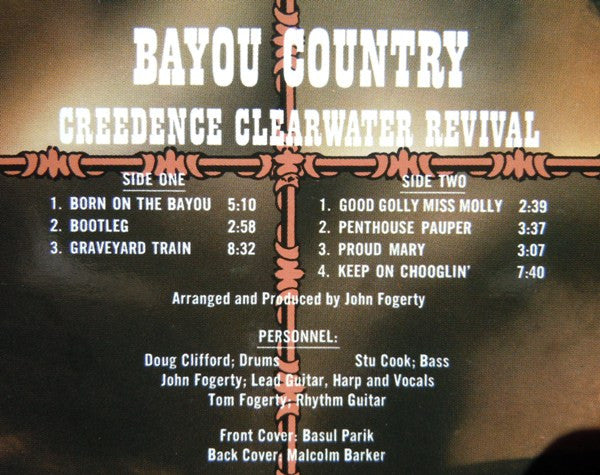 BAYOU COUNTRY
CREEDENCE CLEARWATER REVIVAL
SIDE ONE
1. BORN ON THE BAYOU 5:10
2. BOOTLEG 2:58
3. GRAVEYARD TRAIN 8:32
SIDE TWO
1. GOOD GOLLY MISS MOLLY 2:39
2. PENTHOUSE PAUPER 3:37
3. PROUD MARY 3:07
4. KEEP ON CHOOGLIN' 7:40
Arranged and Produced by John Fogerty
PERSONNEL:
Doug Clifford; Drums Stu Cook; Bass
John Fogerty; Lead Guitar, Harp and Vocals
Tom Fogerty; Rhythm Guitar
Front Cover: Basul Parik
Back Cover: Malcolm Barker